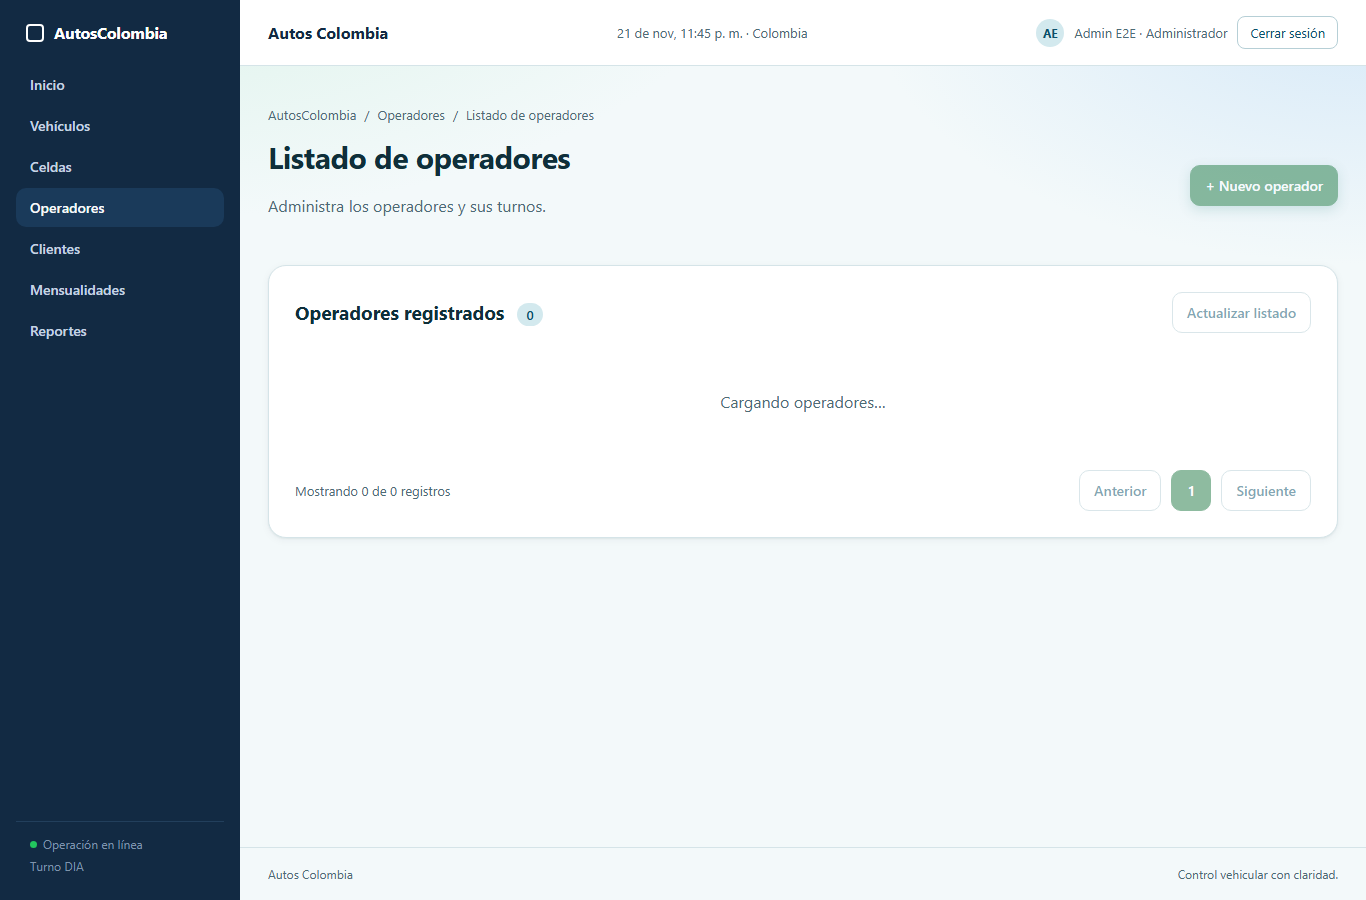 AutosColombia
Inicio
Vehículos
Celdas
Operadores
Clientes
Mensualidades
Reportes
Operación en línea
Turno DIA
Autos Colombia
21 de nov, 11:45 p. m. · Colombia
AE
Admin E2E · Administrador
Cerrar sesión
AutosColombia / Operadores / Listado de operadores
Listado de operadores
Administra los operadores y sus turnos.
+ Nuevo operador
Operadores registrados 0
Actualizar listado
Cargando operadores...
Mostrando 0 de 0 registros
Anterior
1
Siguiente
Autos Colombia
Control vehicular con claridad.